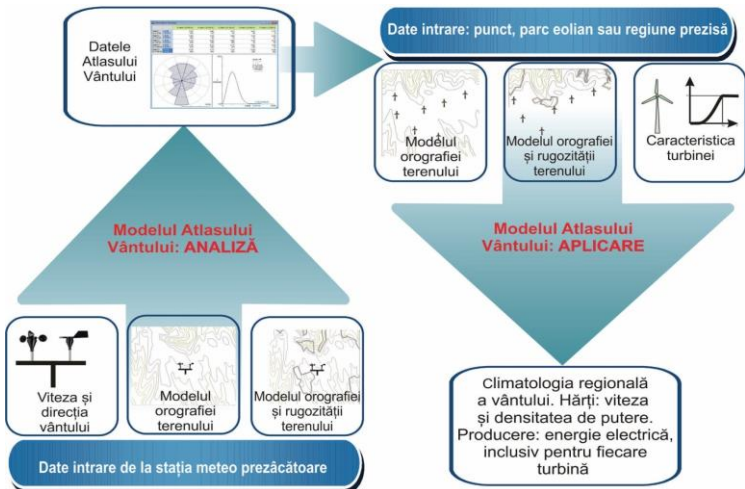 Datele
Atlasului
Vântului
Date intrare: punct, parc eolian sau regiune prezisă
Modelul
orografiei
terenului
Modelul orografiei
și rugozității
terenului
Caracteristica
turbinei
Modelul Atlasului
Vântului: ANALIZĂ
Modelul Atlasului
Vântului: APLICARE
Viteza și
direcția
vântului
Modelul
orografiei
terenului
Modelul orografiei
și rugozității
terenului
Date intrare de la stația meteo prezăcătoare
Climatologia regională
a vântului. Hărți: viteza
și densitatea de putere.
Producere: energie electrică,
inclusiv pentru fiecare
turbină